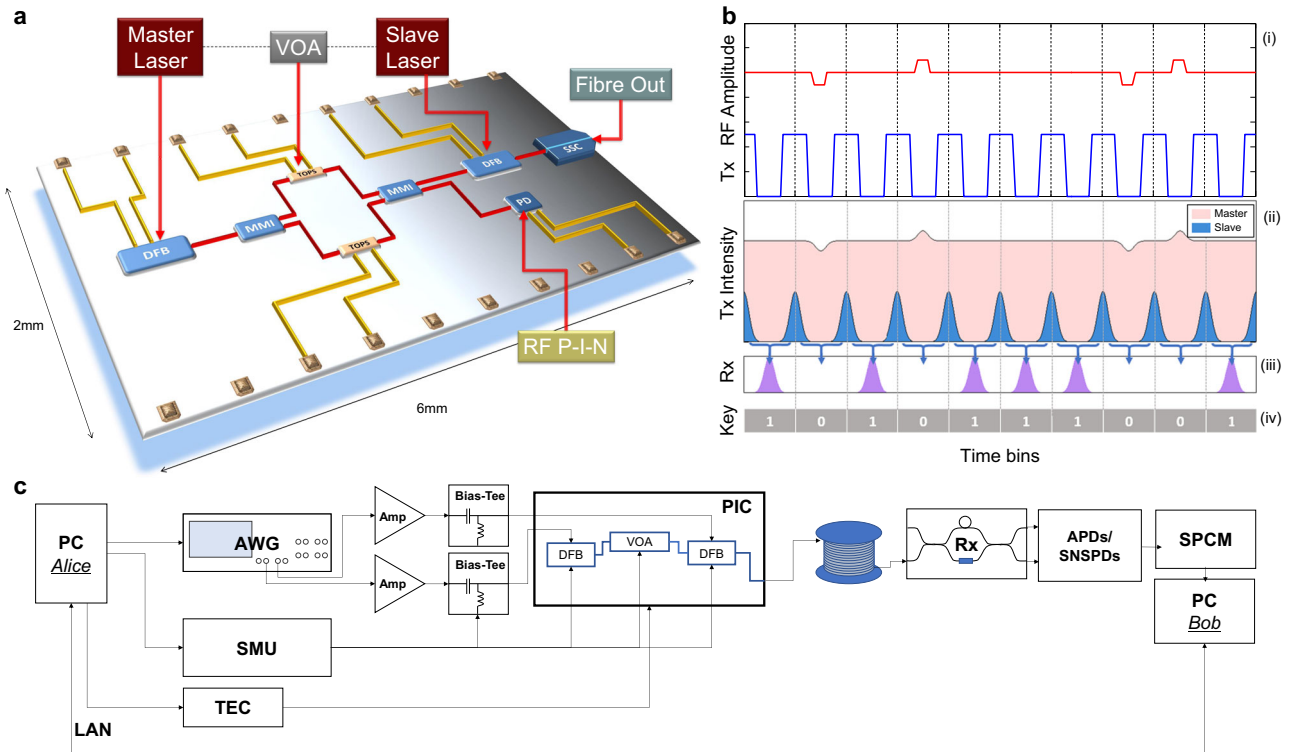 a
Master
Laser
VOA
Slave
Laser
Fibre Out
SSC
DFB
TOPS
MMI
PD
MMI
TOPS
DFB
2mm
RF P-I-N
6mm
b
(i)
Tx RF Amplitude
(ii)
Master
Slave
Tx Intensity
(iii)
Rx
(iv)
Key
1 0 1 0 1 1 1 0 0 1
Time bins
c
PC
Alice
AWG
Amp
Bias-Tee
Amp
Bias-Tee
PIC
DFB
VOA
DFB
Rx
APDs/
SNSPDs
SPCM
PC
Bob
SMU
TEC
LAN